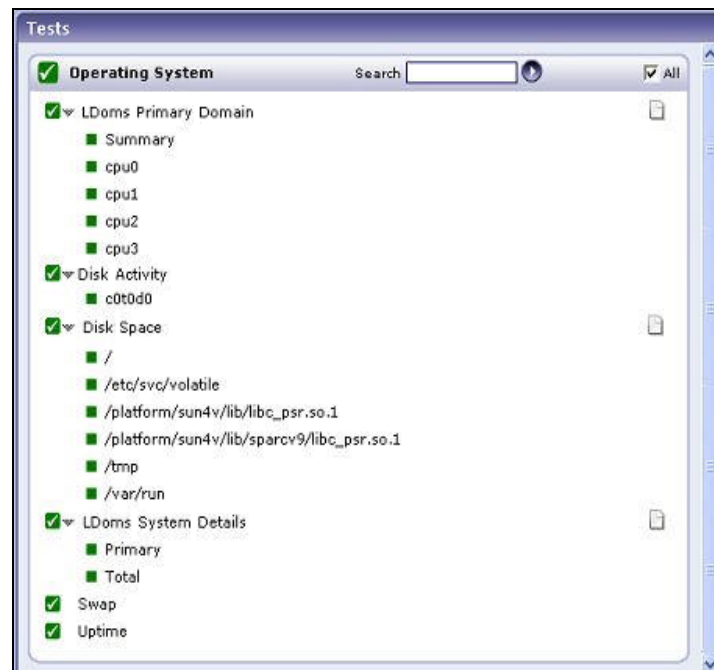 Tests
Operating System Search All
LDoms Primary Domain
Summary
cpu0
cpu1
cpu2
cpu3
Disk Activity
c0t0d0
Disk Space
/
/etc/svc/volatile
/platform/sun4v/lib/libc_psr.so.1
/platform/sun4v/lib/sparcv9/libc_psr.so.1
/tmp
/var/run
LDoms System Details
Primary
Total
Swap
Uptime